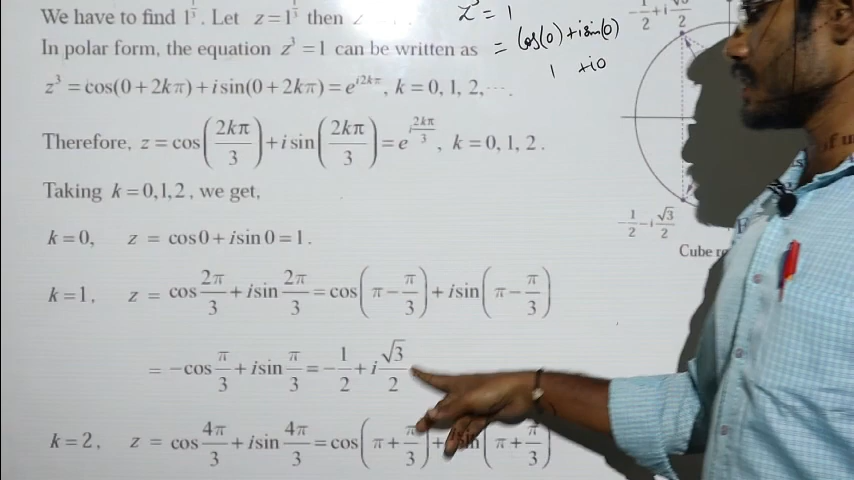 We have to find 1^{1/3}. Let z = 1^{1/3} then z
In polar form, the equation z³ = 1 can be written as
z³ = cos(0 + 2kπ) + i sin(0 + 2kπ) = e^{i2kπ}, k = 0, 1, 2, ⋯.
Therefore, z = cos(2kπ/3) + i sin(2kπ/3) = e^{i2kπ/3}, k = 0, 1, 2.
Taking k = 0, 1, 2, we get,
k = 0, z = cos 0 + i sin 0 = 1.
k = 1, z = cos 2π/3 + i sin 2π/3 = cos(π − π/3) + i sin(π − π/3)
= −cos π/3 + i sin π/3 = −1/2 + i √3/2
k = 2, z = cos 4π/3 + i sin 4π/3 = cos(π + π/3) + i sin(π + π/3)
z³ = 1
= cos(0) + i sin(0)
1 + i0
−1/2 + i √3/2
−1/2 − i √3/2
Cube